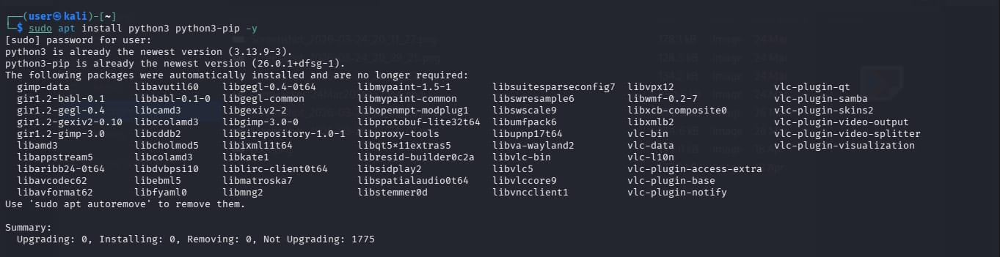 ┌──(user㉿kali)-[~]
└─$ sudo apt install python3 python3-pip -y
[sudo] password for user:
python3 is already the newest version (3.13.9-3).
python3-pip is already the newest version (26.0.1+dfsg-1).
The following packages were automatically installed and are no longer required:
gimp-data libavutil60 libgegl-0.4-0t64 libmypaint-1.5-1 libsuitesparseconfig7 libvpx12 vlc-plugin-qt
gir1.2-babl-0.1 libbabl-0.1-0 libgegl-common libmypaint-common libswresample6 libwmf-0.2-7 vlc-plugin-samba
gir1.2-gegl-0.4 libcamd3 libgexiv2-2 libopenmpt-modplug1 libswscale9 libxcb-composite0 vlc-plugin-skins2
gir1.2-gexiv2-0.10 libccolamd3 libgimp-3.0-0 libprotobuf-lite32t64 libumfpack6 libxmlb2 vlc-plugin-video-output
gir1.2-gimp-3.0 libcddb2 libgirepository-1.0-1 libproxy-tools libupnp17t64 vlc-bin vlc-plugin-video-splitter
libamd3 libcholmod5 libixml11t64 libqt5×11extras5 libva-wayland2 vlc-data vlc-plugin-visualization
libappstream5 libcolamd3 libkate1 libresid-builder0c2a libvlc-bin vlc-l10n
libaribb24-0t64 libdvbpsi10 liblirc-client0t64 libsidplay2 libvlc5 vlc-plugin-access-extra
libavcodec62 libebml5 libmatroska7 libspatialaudio0t64 libvlccore9 vlc-plugin-base
libavformat62 libfyaml0 libmng2 libstemmer0d libvncclient1 vlc-plugin-notify
Use 'sudo apt autoremove' to remove them.
Summary:
Upgrading: 0, Installing: 0, Removing: 0, Not Upgrading: 1775